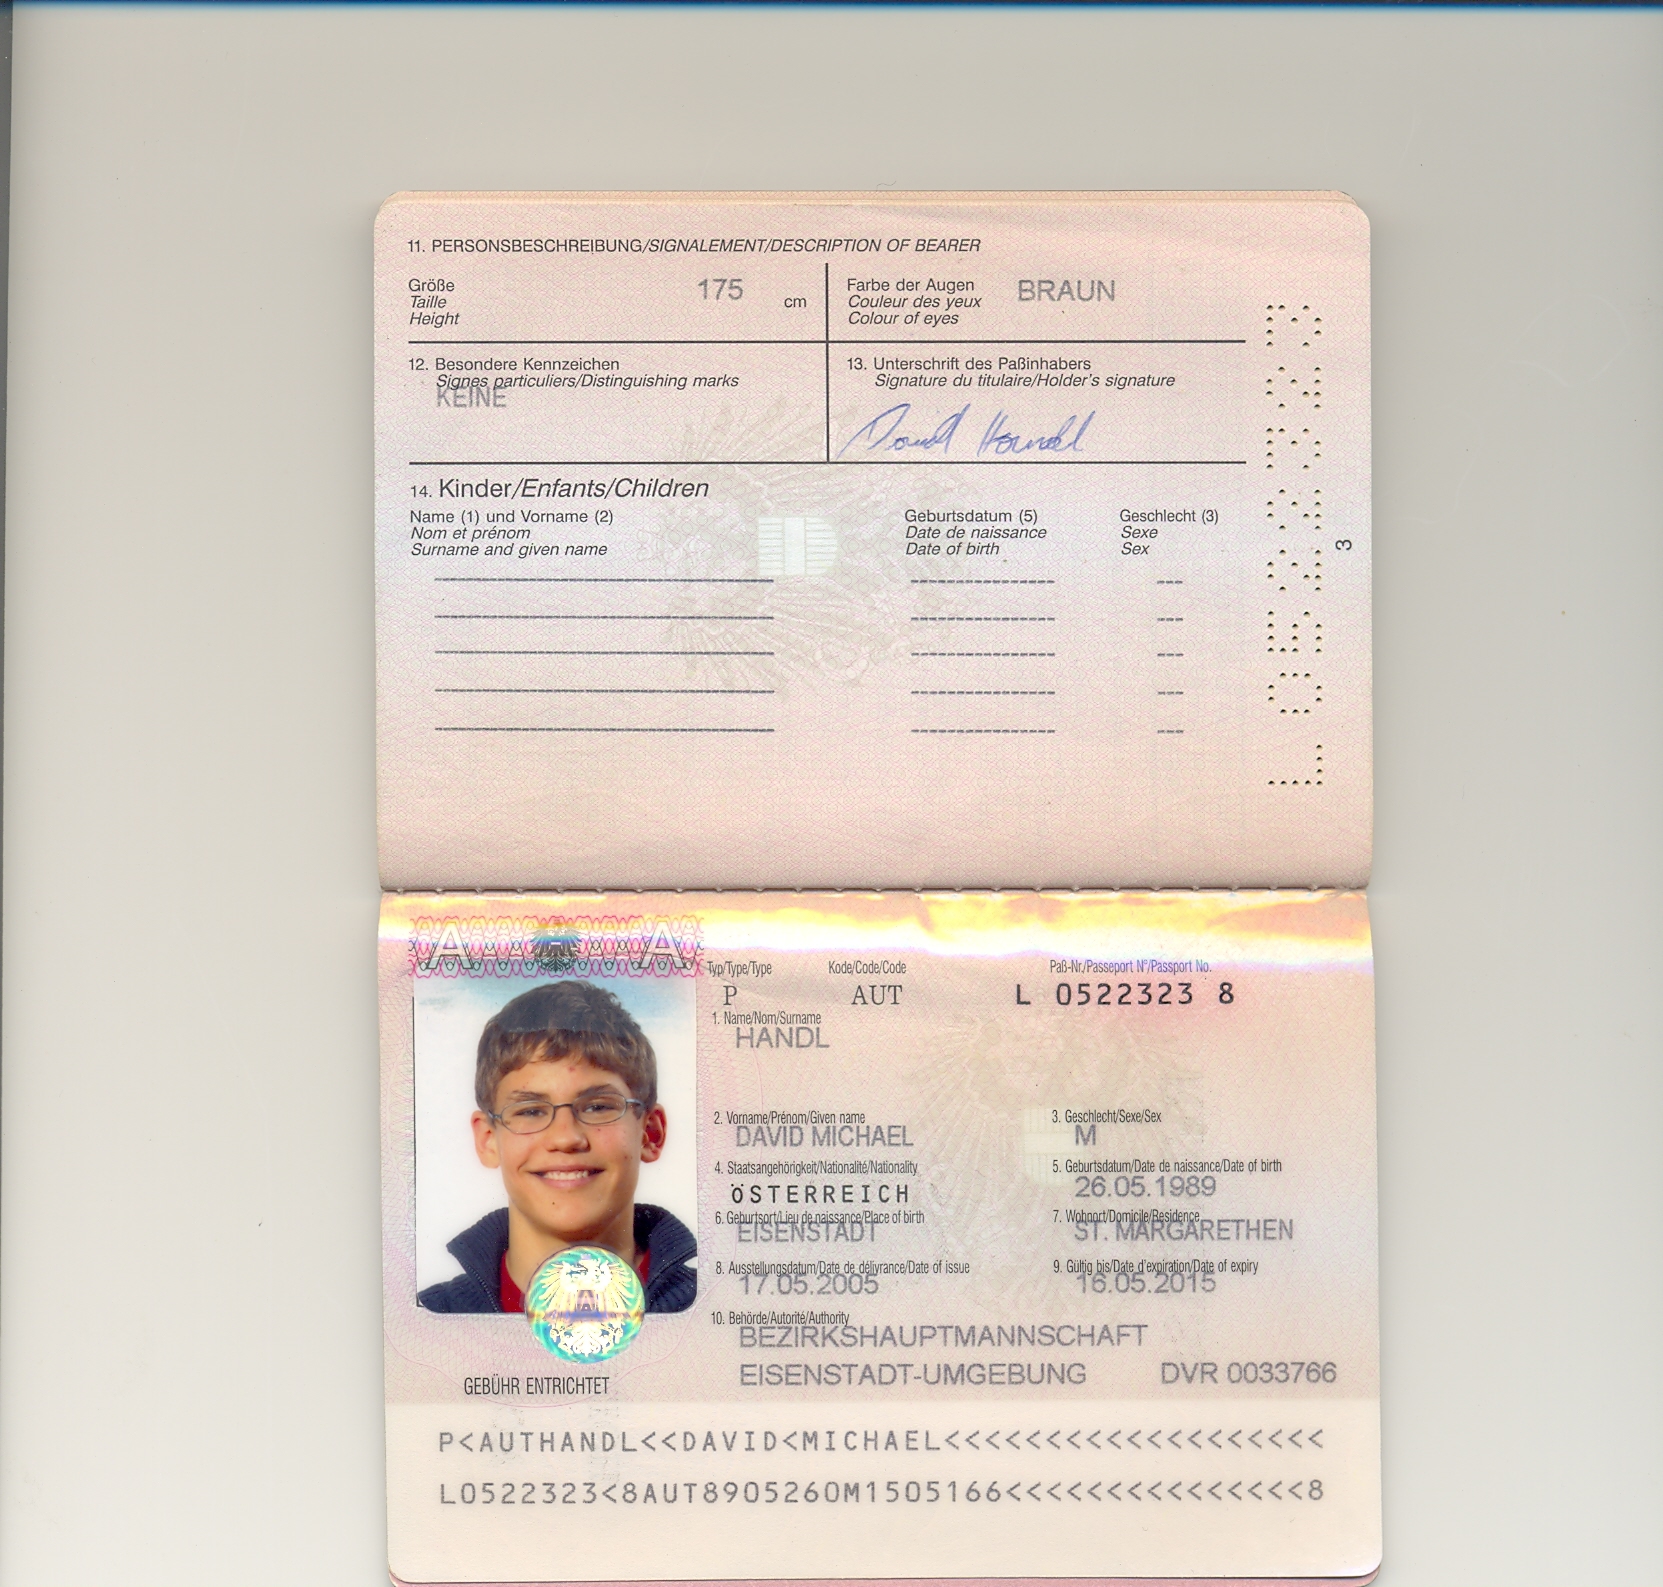 11. PERSONSBESCHREIBUNG/SIGNALEMENT/DESCRIPTION OF BEARER
Größe
Taille
Height
175 cm
Farbe der Augen
Couleur des yeux
Colour of eyes
BRAUN
12. Besondere Kennzeichen
Signes particuliers/Distinguishing marks
KEINE
13. Unterschrift des Paßinhabers
Signature du titulaire/Holder's signature
David Handl
14. Kinder/Enfants/Children
Name (1) und Vorname (2)
Nom et prénom
Surname and given name
Geburtsdatum (5)
Date de naissance
Date of birth
Geschlecht (3)
Sexe
Sex
L0522323
3
A A
Typ/Type/Type
P
Kode/Code/Code
AUT
Paß-Nr./Passeport N°/Passport No.
L 0522323 8
1. Name/Nom/Surname
HANDL
2. Vorname/Prénom/Given name
DAVID MICHAEL
3. Geschlecht/Sexe/Sex
M
4. Staatsangehörigkeit/Nationalité/Nationality
ÖSTERREICH
5. Geburtsdatum/Date de naissance/Date of birth
26.05.1989
6. Geburtsort/Lieu de naissance/Place of birth
EISENSTADT
7. Wohnort/Domicile/Residence
ST. MARGARETHEN
8. Ausstellungsdatum/Date de délivrance/Date of issue
17.05.2005
9. Gültig bis/Date d'expiration/Date of expiry
16.05.2015
10. Behörde/Autorité/Authority
BEZIRKSHAUPTMANNSCHAFT
EISENSTADT-UMGEBUNG DVR 0033766
GEBÜHR ENTRICHTET
P<AUTHANDL<<DAVID<MICHAEL<<<<<<<<<<<<<<<<<<<
L0522323<8AUT8905260M1505166<<<<<<<<<<<<<<<8